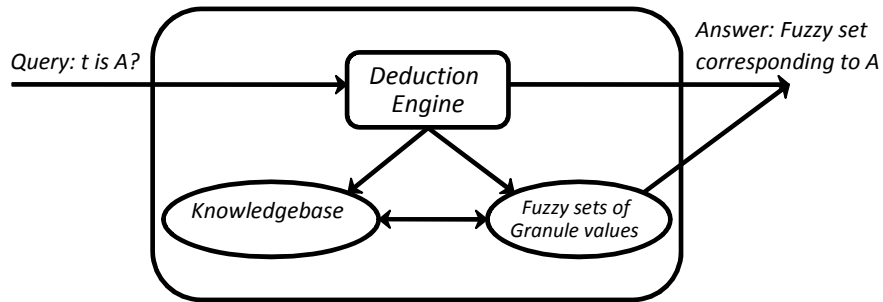 Query: t is A?
Deduction
Engine
Answer: Fuzzy set
corresponding to A
Knowledgebase
Fuzzy sets of
Granule values